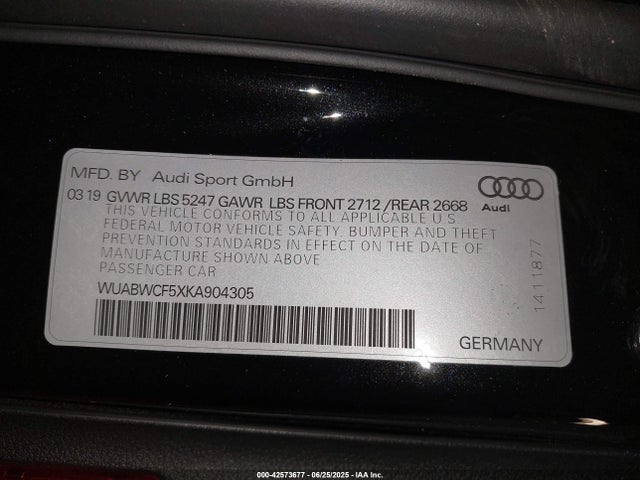 MFD. BY Audi Sport GmbH
03 19 GVWR LBS 5247 GAWR LBS FRONT 2712 /REAR 2668
THIS VEHICLE CONFORMS TO ALL APPLICABLE U.S
FEDERAL MOTOR VEHICLE SAFETY, BUMPER AND THEFT
PREVENTION STANDARDS IN EFFECT ON THE DATE OF
MANUFACTURE SHOWN ABOVE
PASSENGER CAR
WUABWCF5XKA904305
Audi
1411877
GERMANY
000-42573677 - 06/25/2025 - IAA Inc.